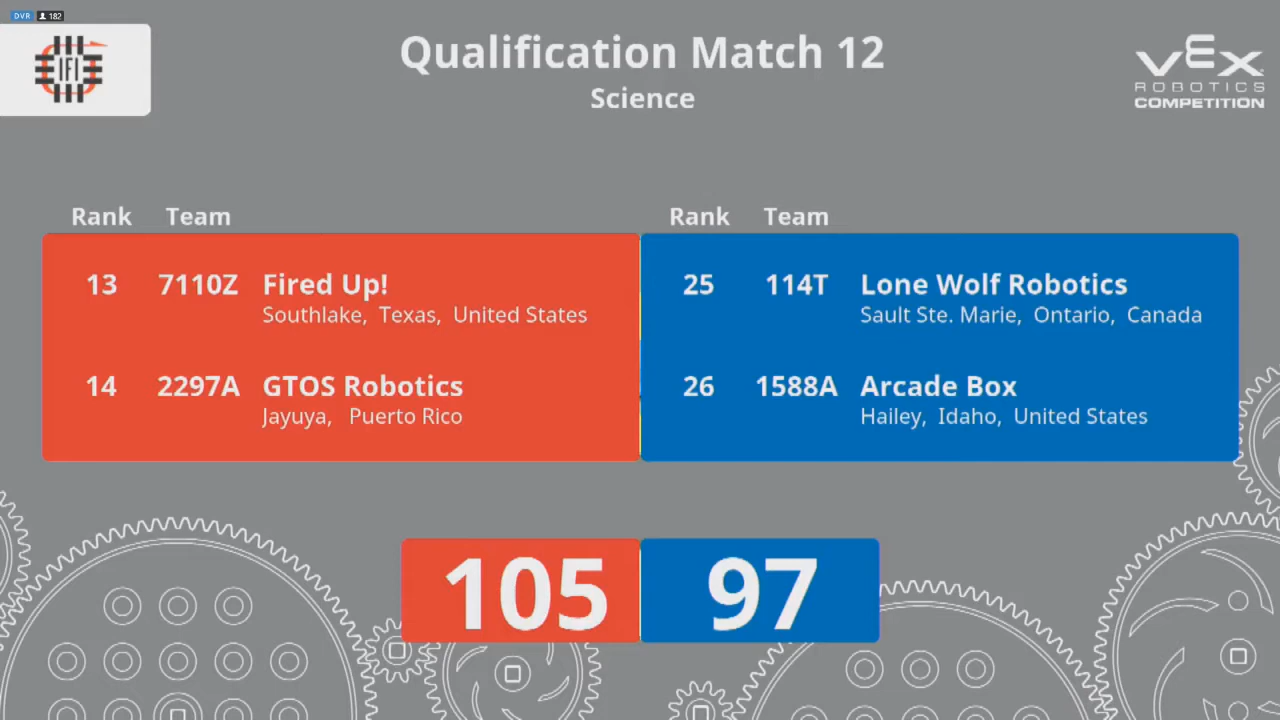 DVR 182
IFI
Qualification Match 12
Science
VEX
ROBOTICS
COMPETITION
Rank Team
13 7110Z Fired Up!
Southlake, Texas, United States
14 2297A GTOS Robotics
Jayuya, Puerto Rico
Rank Team
25 114T Lone Wolf Robotics
Sault Ste. Marie, Ontario, Canada
26 1588A Arcade Box
Hailey, Idaho, United States
105 97